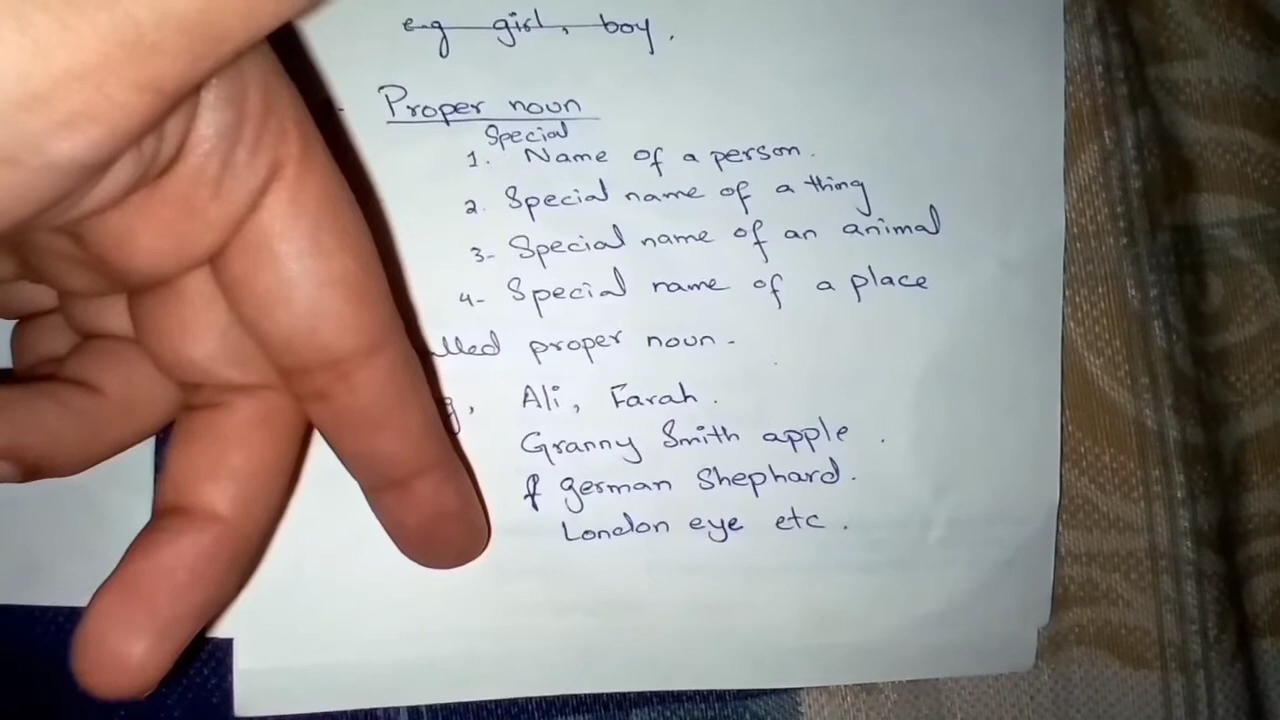 e.g girl, boy.
Proper noun
Special
1. Name of a person.
2. Special name of a thing
3- Special name of an animal
4- Special name of a place
proper noun -
Ali, Farah.
Granny Smith apple.
german Shephard.
London eye etc.